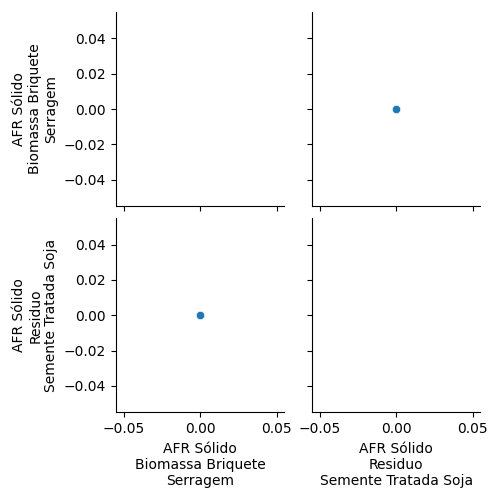 AFR Sólido
Biomassa Briquete
Serragem
0.04
0.02
0.00
−0.02
−0.04
AFR Sólido
Residuo
Semente Tratada Soja
0.04
0.02
0.00
−0.02
−0.04
−0.05 0.00 0.05
AFR Sólido
Biomassa Briquete
Serragem
−0.05 0.00 0.05
AFR Sólido
Residuo
Semente Tratada Soja